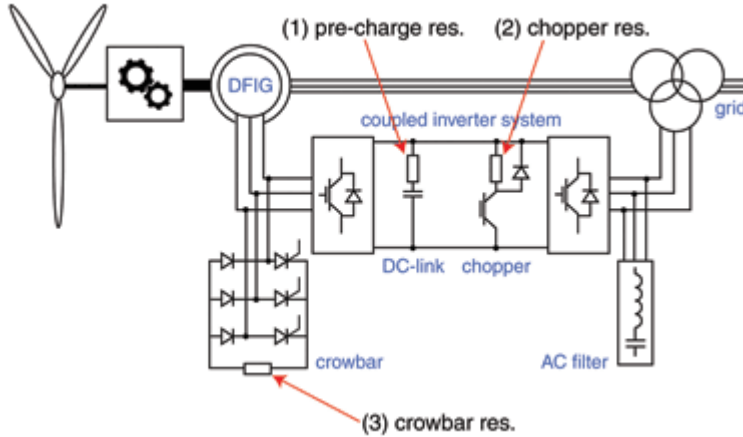 (1) pre-charge res.
(2) chopper res.
DFIG
coupled inverter system
grid
DC-link
chopper
crowbar
AC filter
(3) crowbar res.